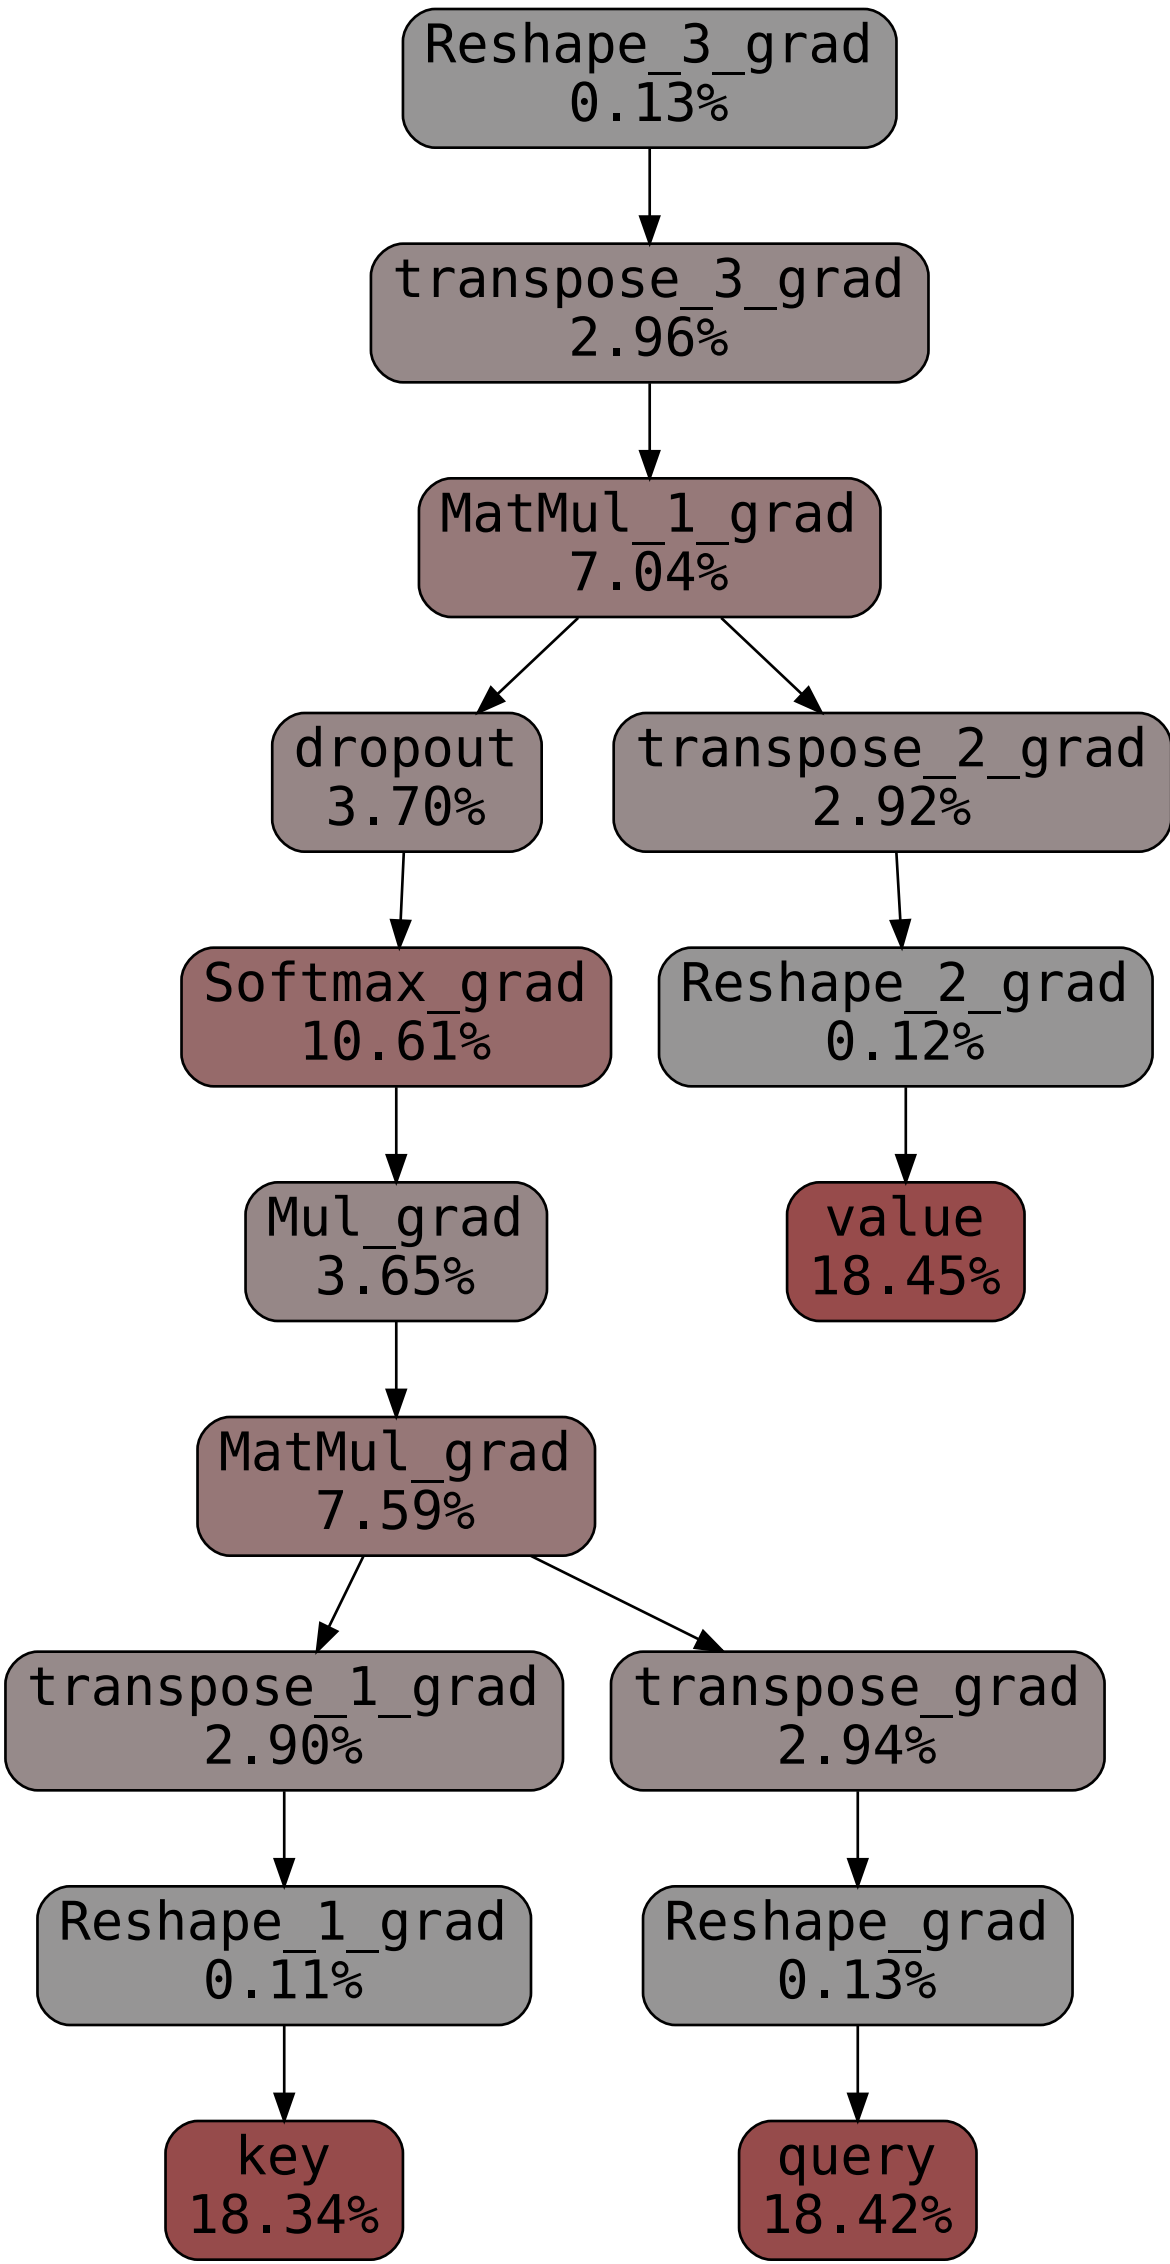 Reshape_3_grad
0.13%
transpose_3_grad
2.96%
MatMul_1_grad
7.04%
dropout
3.70%
transpose_2_grad
2.92%
Softmax_grad
10.61%
Reshape_2_grad
0.12%
Mul_grad
3.65%
value
18.45%
MatMul_grad
7.59%
transpose_1_grad
2.90%
transpose_grad
2.94%
Reshape_1_grad
0.11%
Reshape_grad
0.13%
key
18.34%
query
18.42%